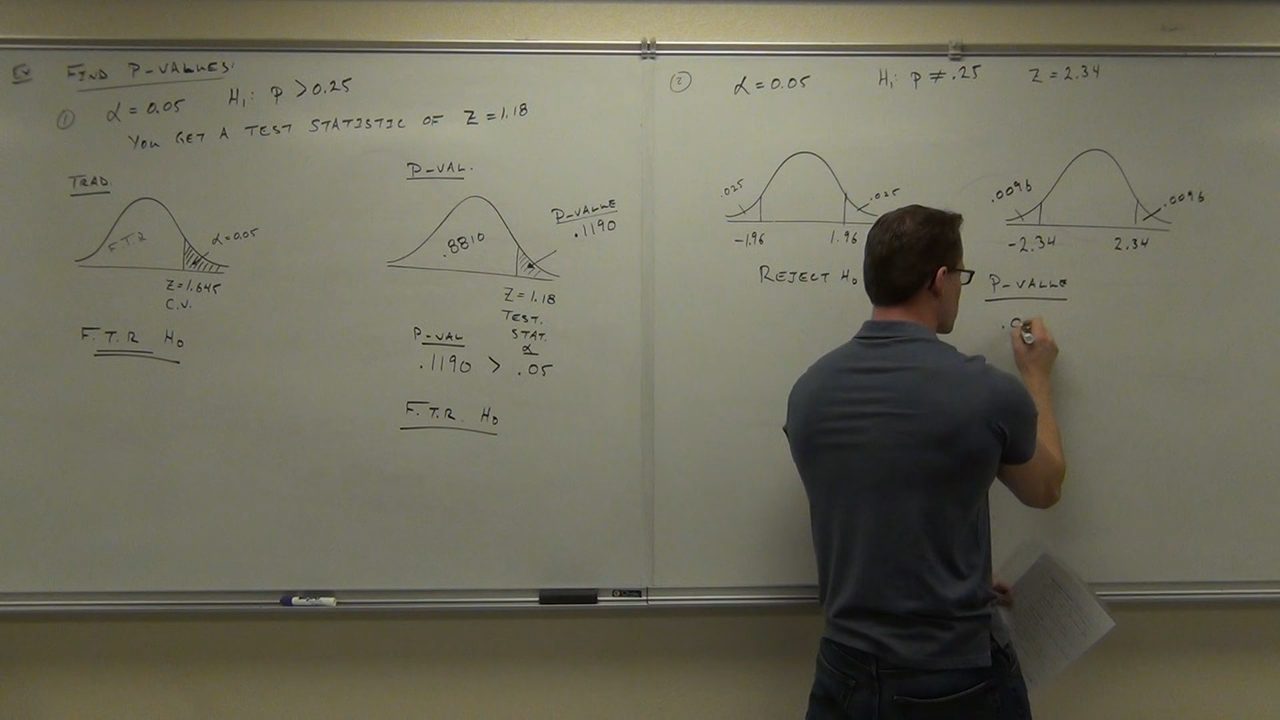 Ex FIND P-VALUES:
① α = 0.05 H₁: P > 0.25
YOU GET A TEST STATISTIC OF Z = 1.18
TRAD.
F.T.R
α = 0.05
Z = 1.645
C.V.
F.T.R H₀
P-VAL.
.8810
P-VALUE
.1190
Z = 1.18
TEST.
STAT.
P-VAL α
.1190 > .05
F.T.R. H₀
② α = 0.05 H₁: P ≠ .25 Z = 2.34
.025 .025
-1.96 1.96
REJECT H₀
.0096 .0096
-2.34 2.34
P-VALUE
.0